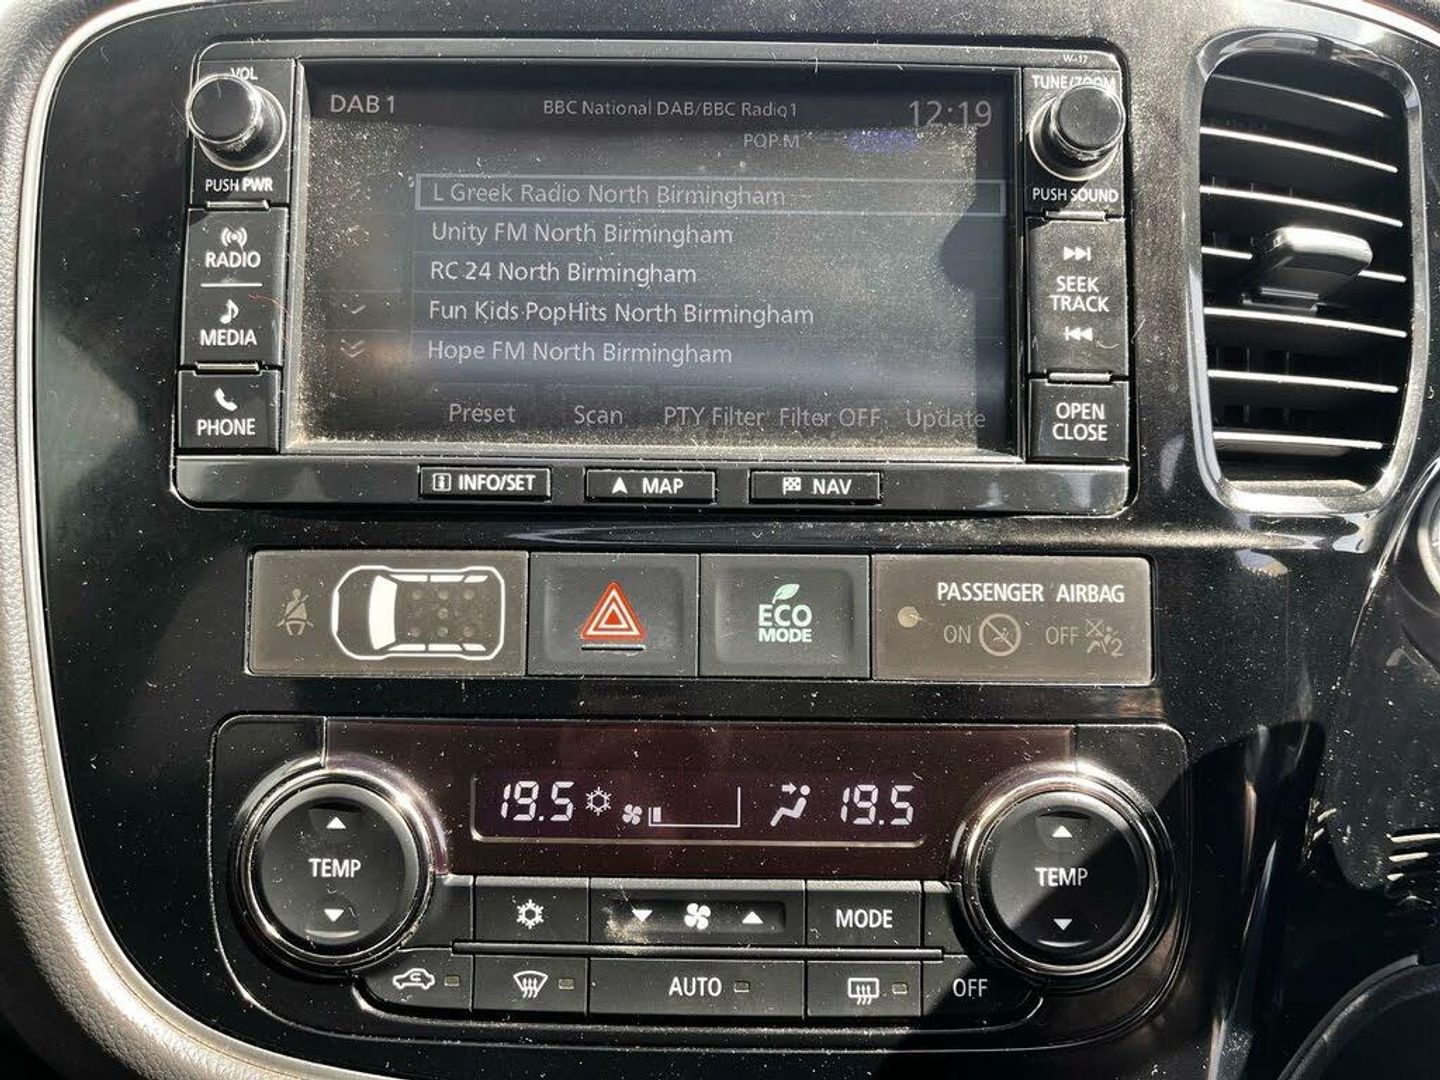 W-17
VOL
PUSH PWR
RADIO
MEDIA
PHONE
DAB 1
BBC National DAB/BBC Radio1
12:19
POP M
L Greek Radio North Birmingham
Unity FM North Birmingham
RC 24 North Birmingham
Fun Kids PopHits North Birmingham
Hope FM North Birmingham
Preset Scan PTY Filter Filter OFF Update
TUNE/ZOOM
PUSH SOUND
SEEK
TRACK
OPEN
CLOSE
INFO/SET MAP NAV
ECO
MODE
PASSENGER AIRBAG
ON OFF 2
19.5 19.5
TEMP
TEMP
MODE
AUTO OFF